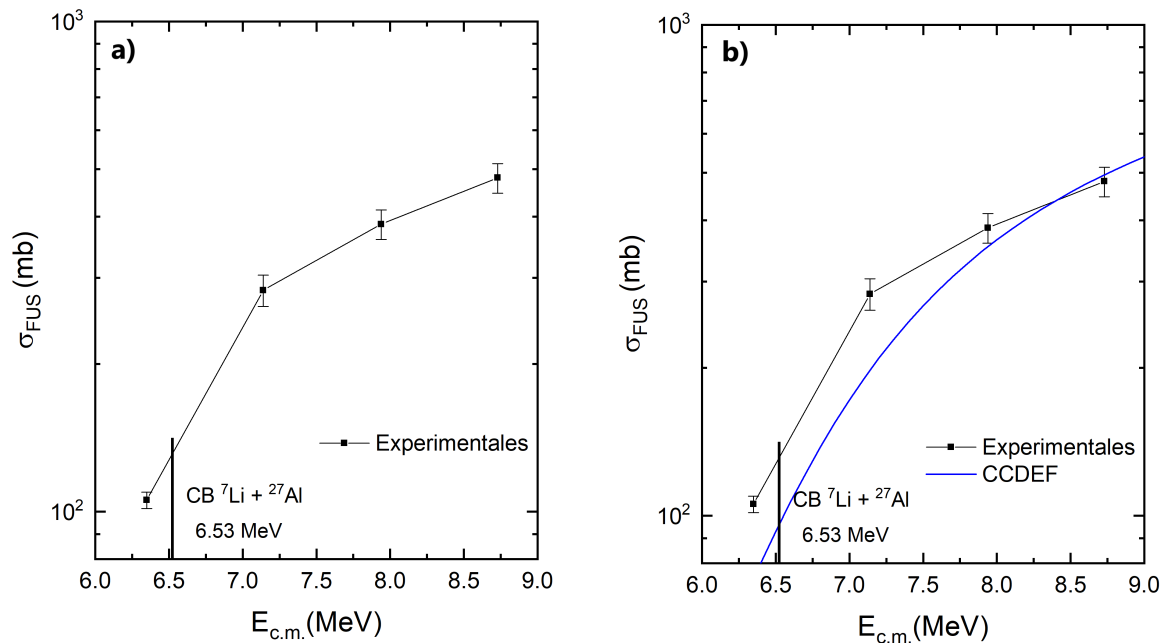 a)
10³
10²
σFUS (mb)
Experimentales
CB ⁷Li + ²⁷Al
6.53 MeV
6.0 6.5 7.0 7.5 8.0 8.5 9.0
Ec.m.(MeV)
b)
10³
10²
σFUS (mb)
Experimentales
CCDEF
CB ⁷Li + ²⁷Al
6.53 MeV
6.0 6.5 7.0 7.5 8.0 8.5 9.0
Ec.m.(MeV)